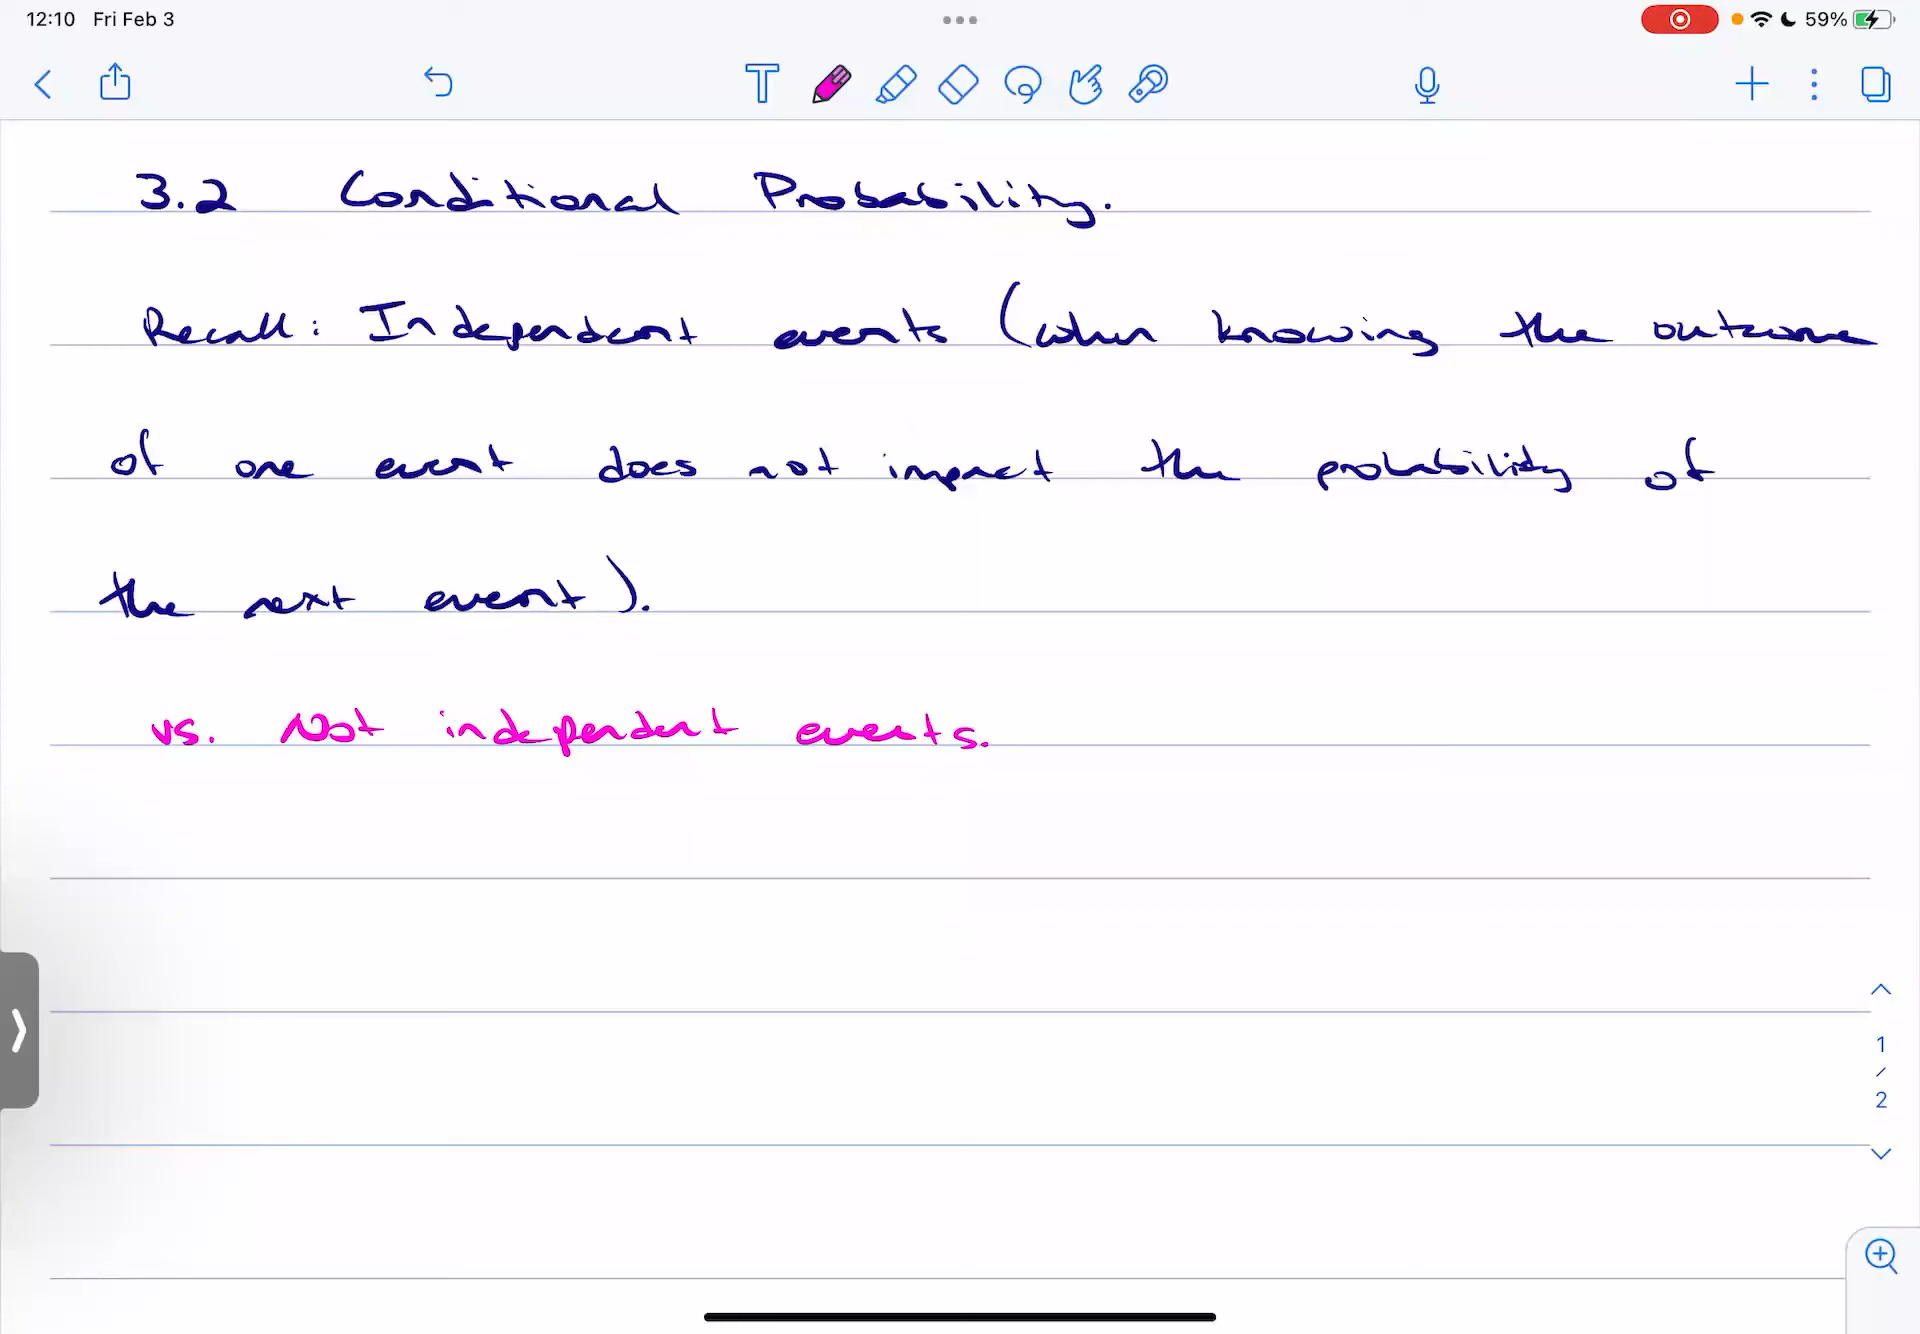 12:10 Fri Feb 3
59%
T
3.2 Conditional Probability.
Recall: Independent events (when knowing the outcome
of one event does not impact the probability of
the next event).
vs. Not independent events.
1
/
2